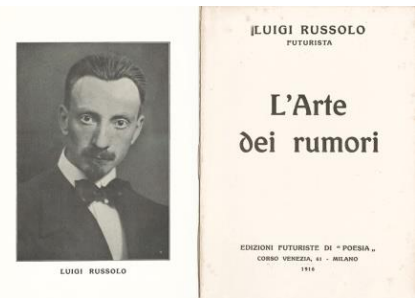 LUIGI RUSSOLO
LUIGI RUSSOLO
FUTURISTA
L'Arte
dei rumori
EDIZIONI FUTURISTE DI " POESIA „
CORSO VENEZIA, 61 - MILANO
1916